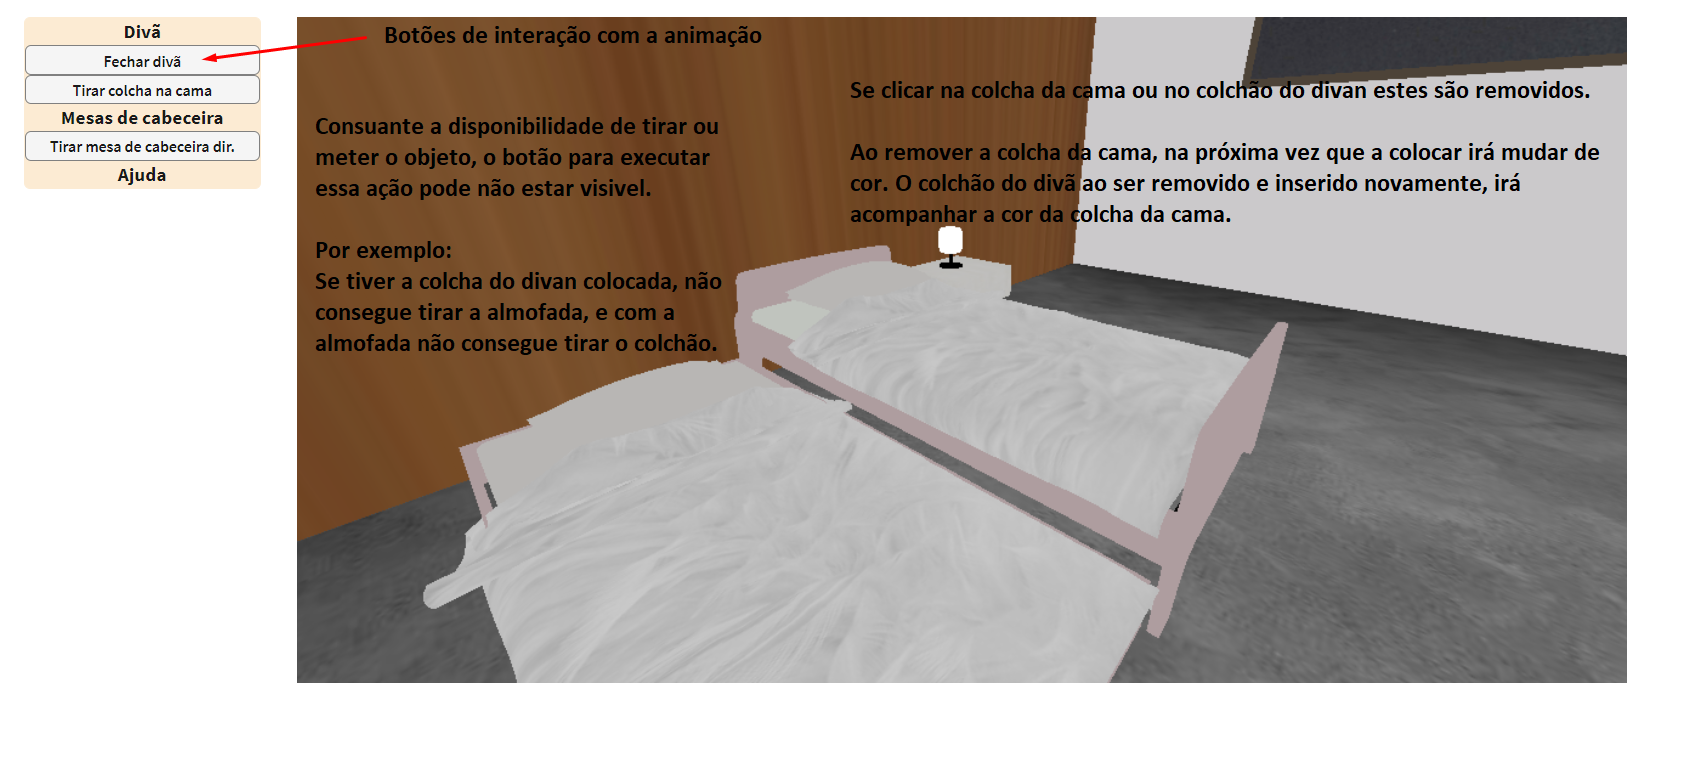 Divã
Fechar divã
Tirar colcha na cama
Mesas de cabeceira
Tirar mesa de cabeceira dir.
Ajuda
Botões de interação com a animação
Consuante a disponibilidade de tirar ou
meter o objeto, o botão para executar
essa ação pode não estar visivel.
Por exemplo:
Se tiver a colcha do divan colocada, não
consegue tirar a almofada, e com a
almofada não consegue tirar o colchão.
Se clicar na colcha da cama ou no colchão do divan estes são removidos.
Ao remover a colcha da cama, na próxima vez que a colocar irá mudar de
cor. O colchão do divã ao ser removido e inserido novamente, irá
acompanhar a cor da colcha da cama.